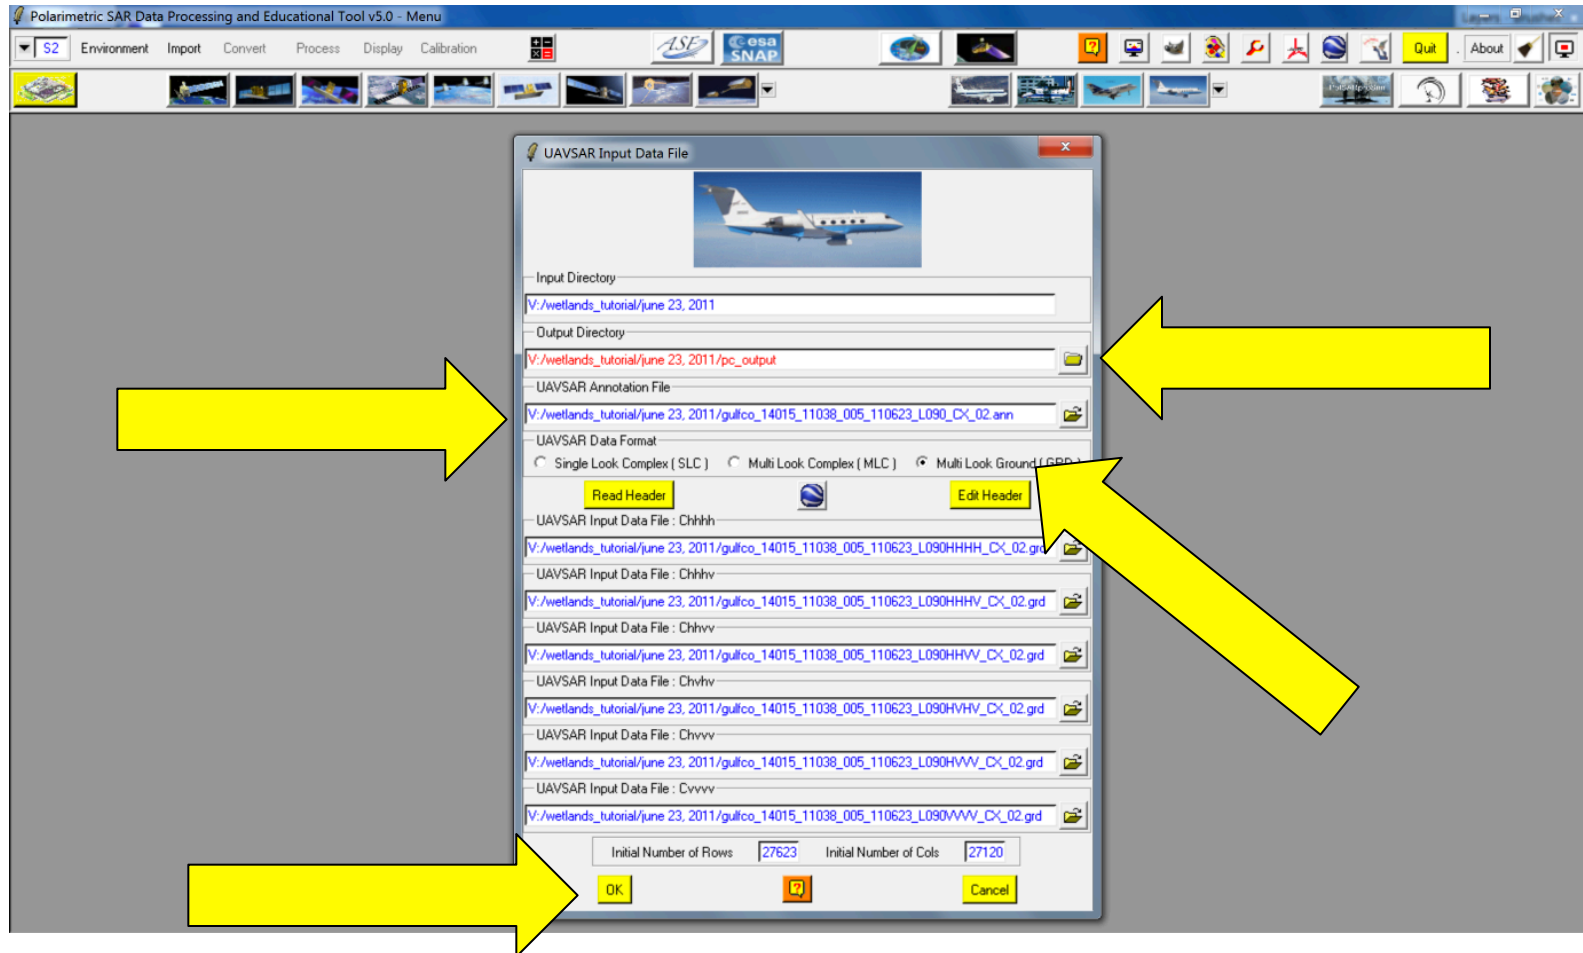 Polarimetric SAR Data Processing and Educational Tool v5.0 - Menu
S2 Environment Import Convert Process Display Calibration ASF esa SNAP Quit . About
UAVSAR Input Data File
Input Directory
V:/wetlands_tutorial/june 23, 2011
Output Directory
V:/wetlands_tutorial/june 23, 2011/pc_output
UAVSAR Annotation File
V:/wetlands_tutorial/june 23, 2011/gulfco_14015_11038_005_110623_L090_CX_02.ann
UAVSAR Data Format
Single Look Complex ( SLC ) Multi Look Complex ( MLC ) Multi Look Ground ( GRD )
Read Header Edit Header
UAVSAR Input Data File : Chhhh
V:/wetlands_tutorial/june 23, 2011/gulfco_14015_11038_005_110623_L090HHHH_CX_02.grd
UAVSAR Input Data File : Chhhv
V:/wetlands_tutorial/june 23, 2011/gulfco_14015_11038_005_110623_L090HHHV_CX_02.grd
UAVSAR Input Data File : Chhvv
V:/wetlands_tutorial/june 23, 2011/gulfco_14015_11038_005_110623_L090HHVV_CX_02.grd
UAVSAR Input Data File : Chvhv
V:/wetlands_tutorial/june 23, 2011/gulfco_14015_11038_005_110623_L090HVHV_CX_02.grd
UAVSAR Input Data File : Chvvv
V:/wetlands_tutorial/june 23, 2011/gulfco_14015_11038_005_110623_L090HVVV_CX_02.grd
UAVSAR Input Data File : Cvvvv
V:/wetlands_tutorial/june 23, 2011/gulfco_14015_11038_005_110623_L090VVVV_CX_02.grd
Initial Number of Rows 27623 Initial Number of Cols 27120
OK Cancel